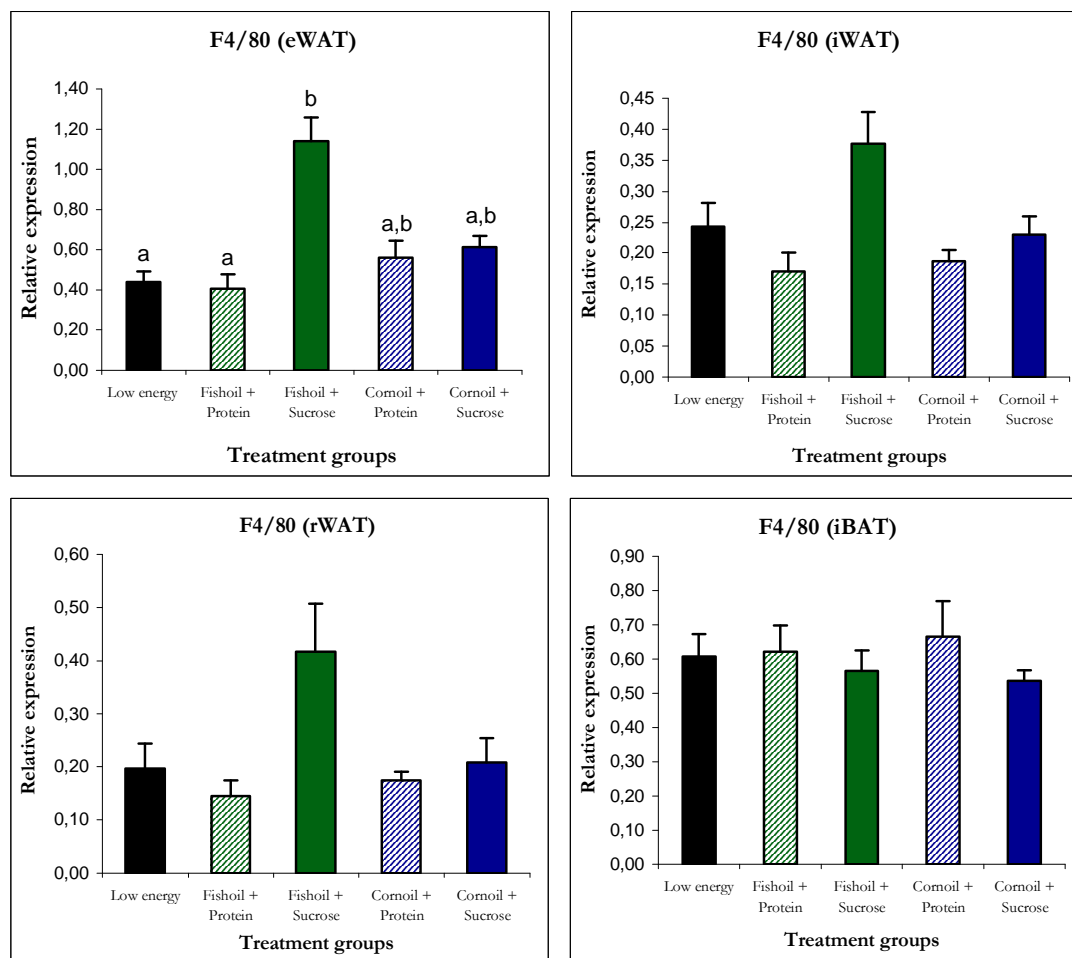 F4/80 (eWAT)
Relative expression
1,40
1,20
1,00
0,80
0,60
0,40
0,20
0,00
a
a
b
a,b
a,b
Low energy
Fishoil +
Protein
Fishoil +
Sucrose
Cornoil +
Protein
Cornoil +
Sucrose
Treatment groups
F4/80 (iWAT)
Relative expression
0,45
0,40
0,35
0,30
0,25
0,20
0,15
0,10
0,05
0,00
Low energy
Fishoil +
Protein
Fishoil +
Sucrose
Cornoil +
Protein
Cornoil +
Sucrose
Treatment groups
F4/80 (rWAT)
Relative expression
0,60
0,50
0,40
0,30
0,20
0,10
0,00
Low energy
Fishoil +
Protein
Fishoil +
Sucrose
Cornoil +
Protein
Cornoil +
Sucrose
Treatment groups
F4/80 (iBAT)
Relative expression
0,90
0,80
0,70
0,60
0,50
0,40
0,30
0,20
0,10
0,00
Low energy
Fishoil +
Protein
Fishoil +
Sucrose
Cornoil +
Protein
Cornoil +
Sucrose
Treatment groups